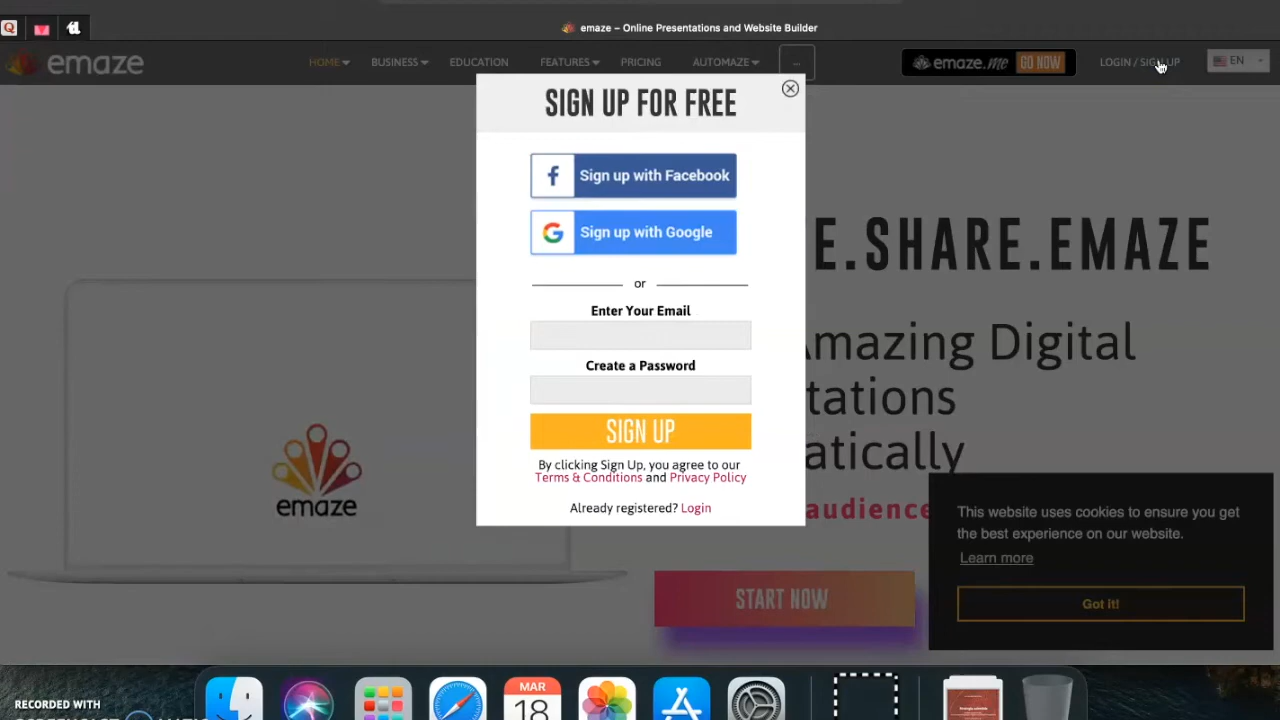 emaze – Online Presentations and Website Builder
emaze HOME BUSINESS EDUCATION FEATURES PRICING AUTOMAZE ... emaze.me GO NOW LOGIN / SIGN UP EN
SIGN UP FOR FREE
f Sign up with Facebook
G Sign up with Google
or
Enter Your Email
Create a Password
SIGN UP
By clicking Sign Up, you agree to our
Terms & Conditions and Privacy Policy
Already registered? Login
E.SHARE.EMAZE
Amazing Digital
tations
atically
audience
START NOW
emaze
This website uses cookies to ensure you get
the best experience on our website.
Learn more
Got it!
MAR
18
RECORDED WITH